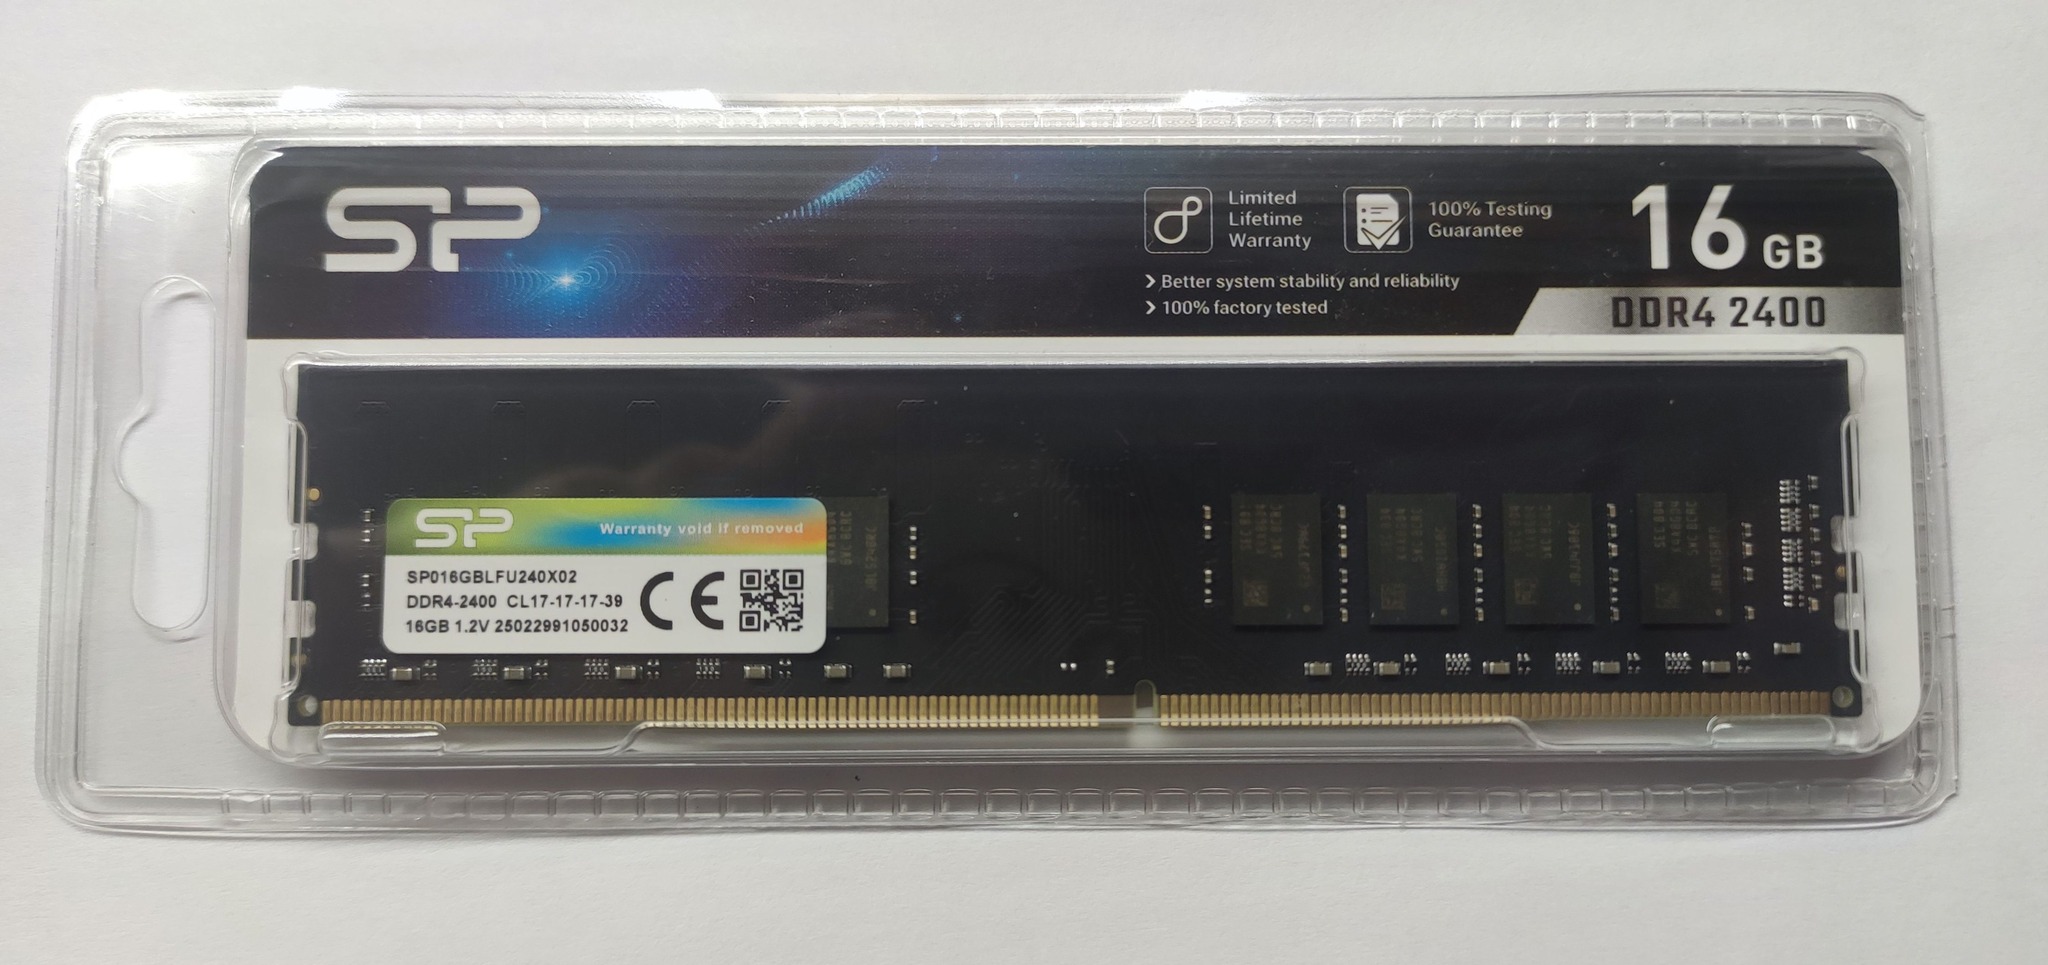 SP
Limited
Lifetime
Warranty
100% Testing
Guarantee
Better system stability and reliability
100% factory tested
16 GB
DDR4 2400
SP
Warranty void if removed
SP016GBLFU240X02
DDR4-2400 CL17-17-17-39
16GB 1.2V 25022991050032
CE